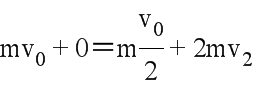 mv₀ + 0 = m v₀/2 + 2mv₂